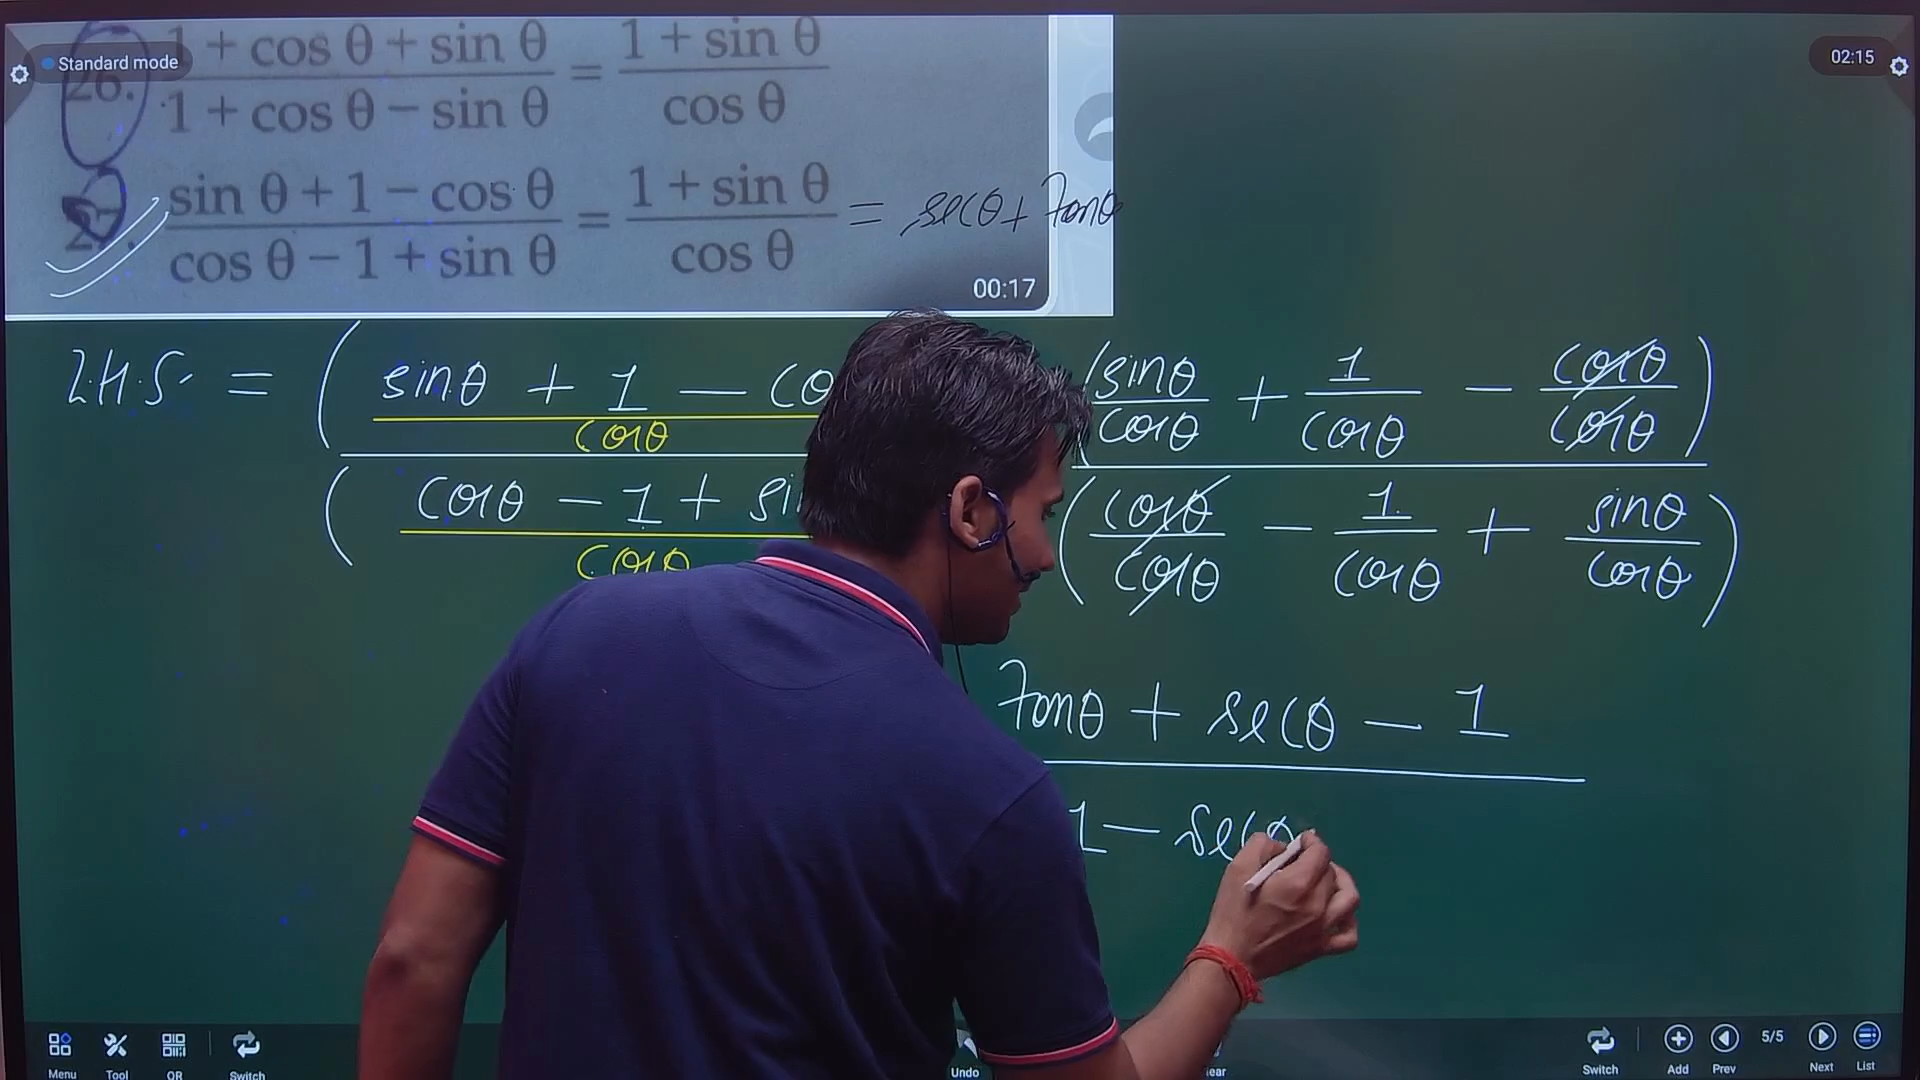 Standard mode
02:15
26. 1 + cos θ + sin θ / 1 + cos θ − sin θ = 1 + sin θ / cos θ
sin θ + 1 − cos θ / cos θ − 1 + sin θ = 1 + sin θ / cos θ = secθ + tanθ
00:17
L.H.S. = ( sinθ + 1 − co
cosθ
( cosθ − 1 + sin
cosθ
( sinθ / cosθ + 1 / cosθ − cosθ / cosθ )
( cosθ / cosθ − 1 / cosθ + sinθ / cosθ )
tanθ + secθ − 1
1 − secθ
Menu Tool QR Switch Undo Switch Add Prev 5/5 Next List